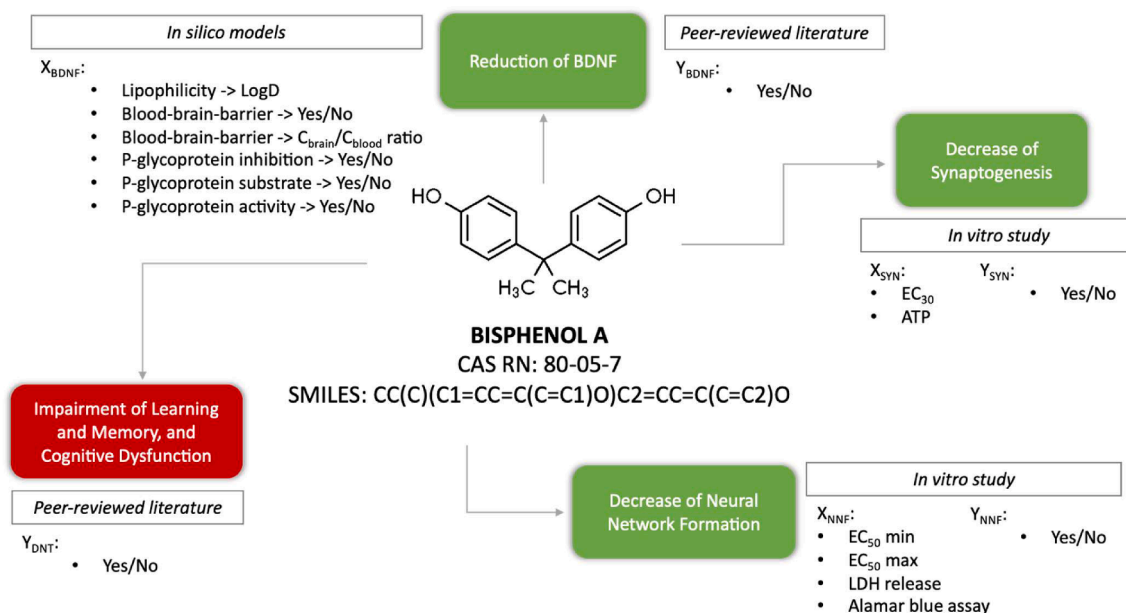 In silico models
X_BDNF:
• Lipophilicity -> LogD
• Blood-brain-barrier -> Yes/No
• Blood-brain-barrier -> C_brain/C_blood ratio
• P-glycoprotein inhibition -> Yes/No
• P-glycoprotein substrate -> Yes/No
• P-glycoprotein activity -> Yes/No
Reduction of BDNF
Peer-reviewed literature
Y_BDNF:
• Yes/No
Decrease of
Synaptogenesis
In vitro study
X_SYN:
• EC_30
• ATP
Y_SYN:
• Yes/No
HO
OH
H3C
CH3
BISPHENOL A
CAS RN: 80-05-7
SMILES: CC(C)(C1=CC=C(C=C1)O)C2=CC=C(C=C2)O
Impairment of Learning
and Memory, and
Cognitive Dysfunction
Peer-reviewed literature
Y_DNT:
• Yes/No
Decrease of Neural
Network Formation
In vitro study
X_NNF:
• EC_50 min
• EC_50 max
• LDH release
• Alamar blue assay
Y_NNF:
• Yes/No